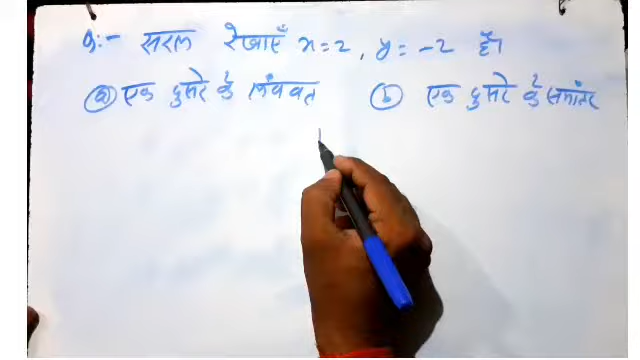 Q:- सरल रेखाएँ x=2, y=-2 हैं।
(a) एक दुसरे के लंबवत (b) एक दुसरे के समांतर